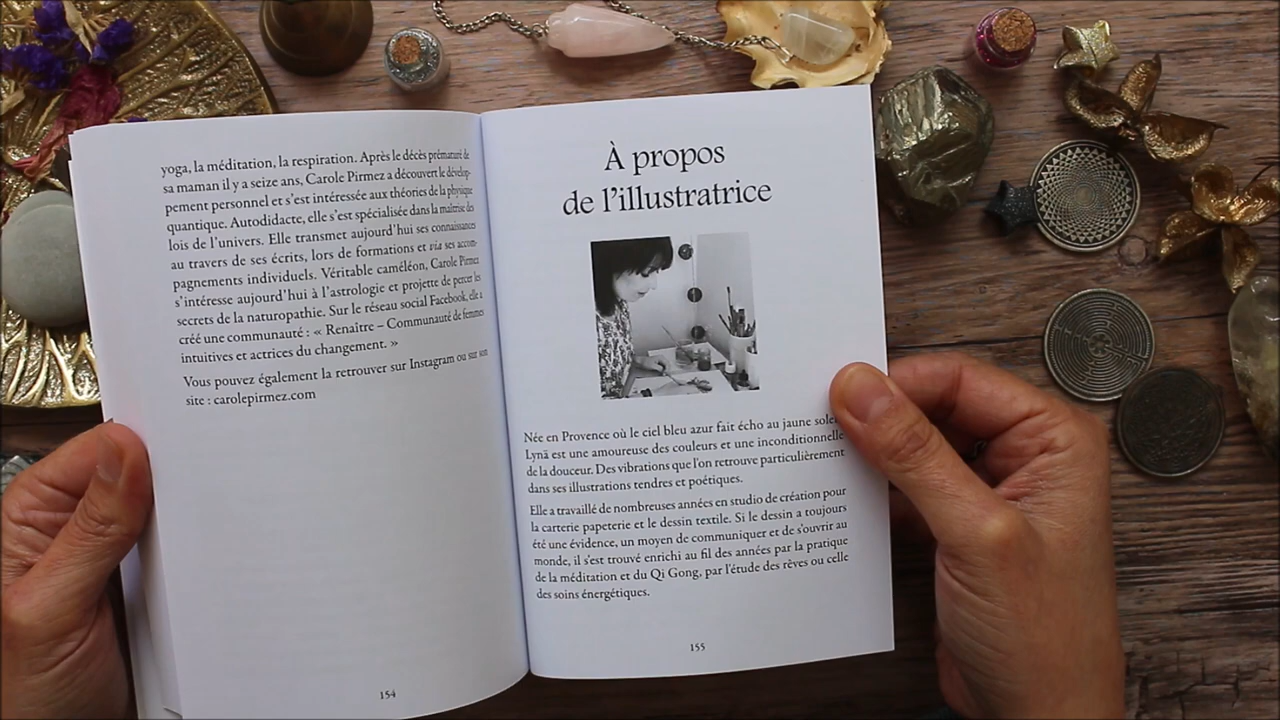 yoga, la méditation, la respiration. Après le décès prématuré de
sa maman il y a seize ans, Carole Pirmez a découvert le dévelop-
pement personnel et s'est intéressée aux théories de la physique
quantique. Autodidacte, elle s'est spécialisée dans la maîtrise des
lois de l'univers. Elle transmet aujourd'hui ses connaissances
au travers de ses écrits, lors de formations et via ses accom-
pagnements individuels. Véritable caméléon, Carole Pirmez
s'intéresse aujourd'hui à l'astrologie et projette de percer les
secrets de la naturopathie. Sur le réseau social Facebook, elle a
créé une communauté : « Renaître – Communauté de femmes
intuitives et actrices du changement. »
Vous pouvez également la retrouver sur Instagram ou sur son
site : carolepirmez.com
154
À propos
de l'illustratrice
Née en Provence où le ciel bleu azur fait écho au jaune soleil
Lynä est une amoureuse des couleurs et une inconditionnelle
de la douceur. Des vibrations que l'on retrouve particulièrement
dans ses illustrations tendres et poétiques.
Elle a travaillé de nombreuses années en studio de création pour
la carterie papeterie et le dessin textile. Si le dessin a toujours
été une évidence, un moyen de communiquer et de s'ouvrir au
monde, il s'est trouvé enrichi au fil des années par la pratique
de la méditation et du Qi Gong, par l'étude des rêves ou celle
des soins énergétiques.
155